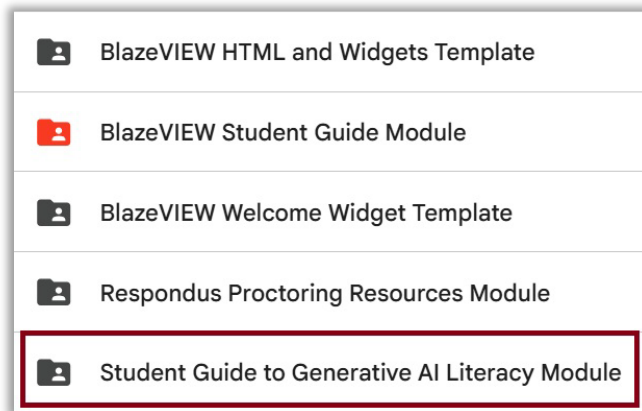 BlazeVIEW HTML and Widgets Template
BlazeVIEW Student Guide Module
BlazeVIEW Welcome Widget Template
Respondus Proctoring Resources Module
Student Guide to Generative AI Literacy Module